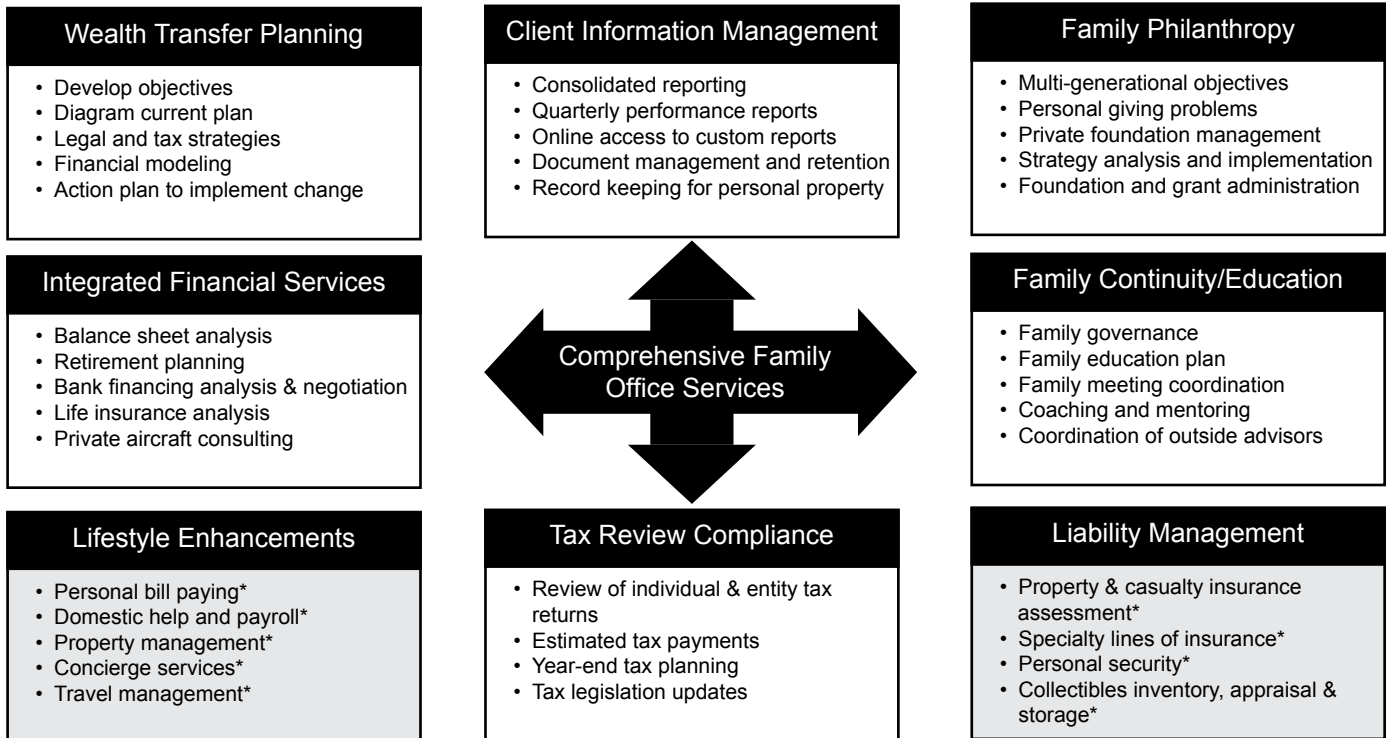 Wealth Transfer Planning
• Develop objectives
• Diagram current plan
• Legal and tax strategies
• Financial modeling
• Action plan to implement change
Client Information Management
• Consolidated reporting
• Quarterly performance reports
• Online access to custom reports
• Document management and retention
• Record keeping for personal property
Family Philanthropy
• Multi-generational objectives
• Personal giving problems
• Private foundation management
• Strategy analysis and implementation
• Foundation and grant administration
Integrated Financial Services
• Balance sheet analysis
• Retirement planning
• Bank financing analysis & negotiation
• Life insurance analysis
• Private aircraft consulting
Comprehensive Family
Office Services
Family Continuity/Education
• Family governance
• Family education plan
• Family meeting coordination
• Coaching and mentoring
• Coordination of outside advisors
Lifestyle Enhancements
• Personal bill paying*
• Domestic help and payroll*
• Property management*
• Concierge services*
• Travel management*
Tax Review Compliance
• Review of individual & entity tax
returns
• Estimated tax payments
• Year-end tax planning
• Tax legislation updates
Liability Management
• Property & casualty insurance
assessment*
• Specialty lines of insurance*
• Personal security*
• Collectibles inventory, appraisal &
storage*